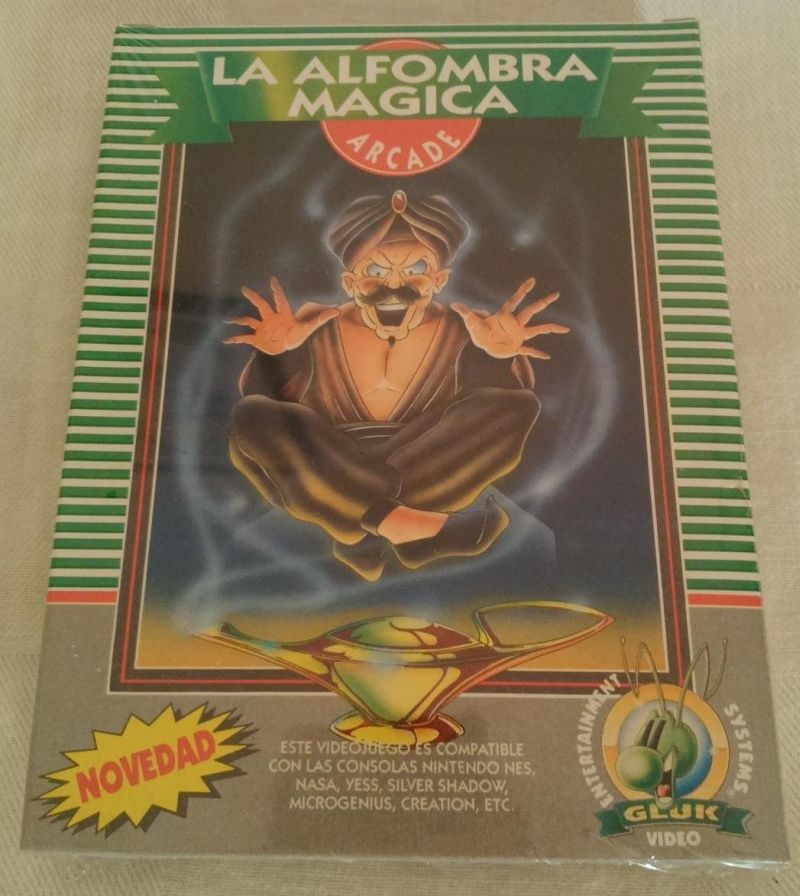 LA ALFOMBRA
MAGICA
ARCADE
NOVEDAD
ESTE VIDEOJUEGO ES COMPATIBLE
CON LAS CONSOLAS NINTENDO NES,
NASA, YESS, SILVER SHADOW,
MICROGENIUS, CREATION, ETC.
ENTERTAINMENT
SYSTEMS
GLUK
VIDEO